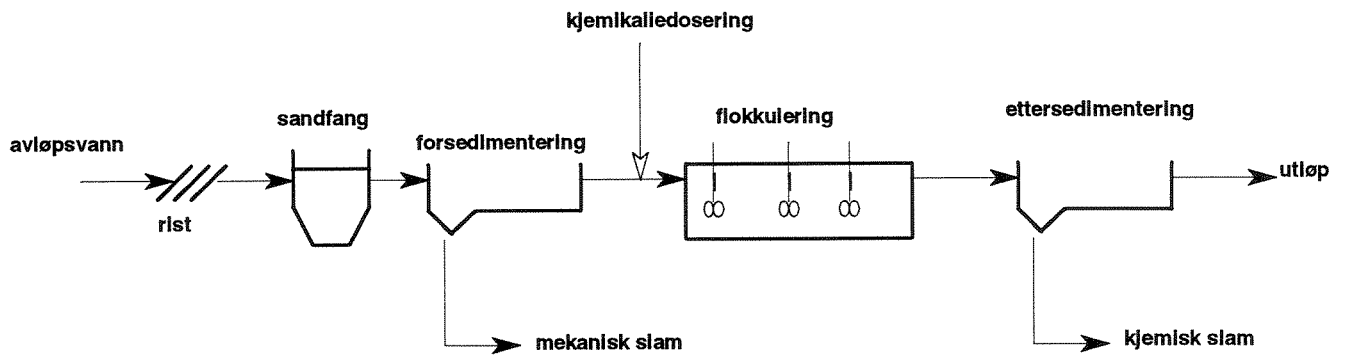 kjemikaliedosering
sandfang
flokkulering
ettersedimentering
avløpsvann
forsedimentering
utløp
rist
mekanisk slam
kjemisk slam